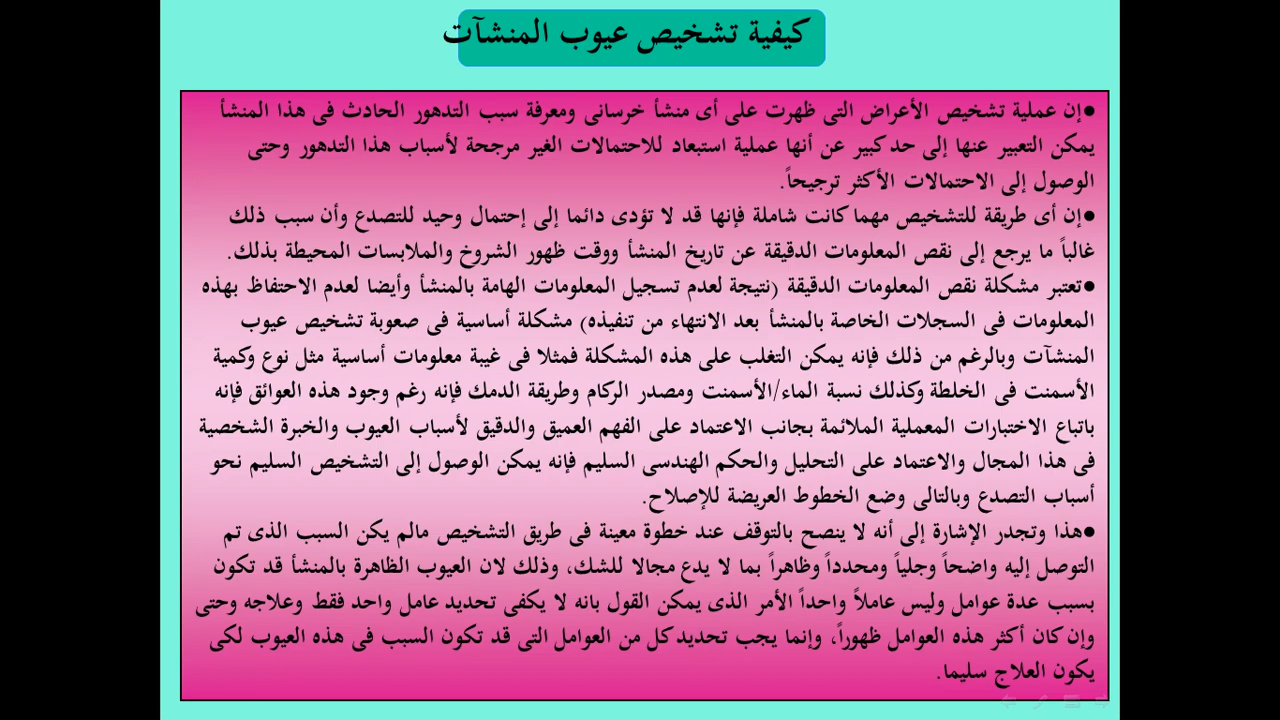 كيفية تشخيص عيوب المنشآت
●إن عملية تشخيص الأعراض التى ظهرت على أى منشأ خرسانى ومعرفة سبب التدهور الحادث فى هذا المنشأ
يمكن التعبير عنها إلى حد كبير عن أنها عملية استبعاد للاحتمالات الغير مرجحة لأسباب هذا التدهور وحتى
الوصول إلى الاحتمالات الأكثر ترجيحاً.
●إن أى طريقة للتشخيص مهما كانت شاملة فإنها قد لا تؤدى دائما إلى إحتمال وحيد للتصدع وأن سبب ذلك
غالباً ما يرجع إلى نقص المعلومات الدقيقة عن تاريخ المنشأ ووقت ظهور الشروخ والملابسات المحيطة بذلك.
●تعتبر مشكلة نقص المعلومات الدقيقة (نتيجة لعدم تسجيل المعلومات الهامة بالمنشأ وأيضا لعدم الاحتفاظ بهذه
المعلومات فى السجلات الخاصة بالمنشأ بعد الانتهاء من تنفيذه) مشكلة أساسية فى صعوبة تشخيص عيوب
المنشآت وبالرغم من ذلك فإنه يمكن التغلب على هذه المشكلة فمثلا فى غيبة معلومات أساسية مثل نوع وكمية
الأسمنت فى الخلطة وكذلك نسبة الماء/الأسمنت ومصدر الركام وطريقة الدمك فإنه رغم وجود هذه العوائق فإنه
باتباع الاختبارات المعملية الملائمة بجانب الاعتماد على الفهم العميق والدقيق لأسباب العيوب والخبرة الشخصية
فى هذا المجال والاعتماد على التحليل والحكم الهندسى السليم فإنه يمكن الوصول إلى التشخيص السليم نحو
أسباب التصدع وبالتالى وضع الخطوط العريضة للإصلاح.
●هذا وتجدر الإشارة إلى أنه لا ينصح بالتوقف عند خطوة معينة فى طريق التشخيص مالم يكن السبب الذى تم
التوصل إليه واضحاً وجلياً ومحدداً وظاهراً بما لا يدع مجالا للشك، وذلك لان العيوب الظاهرة بالمنشأ قد تكون
بسبب عدة عوامل وليس عاملاً واحداً الأمر الذى يمكن القول بانه لا يكفى تحديد عامل واحد فقط وعلاجه وحتى
وإن كان أكثر هذه العوامل ظهوراً، وإنما يجب تحديد كل من العوامل التى قد تكون السبب فى هذه العيوب لكى
يكون العلاج سليما.